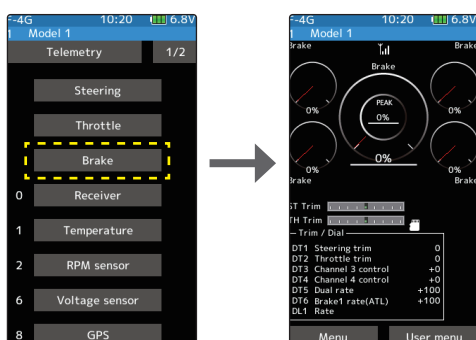 F-4G 10:20 6.8V
1 Model 1
Telemetry 1/2
Steering
Throttle
Brake
0 Receiver
1 Temperature
2 RPM sensor
6 Voltage sensor
8 GPS
F-4G 10:20 6.8V
1 Model 1
Brake Brake
Brake
PEAK
0%
0% 0%
0%
0% 0%
Brake Brake
ST Trim
TH Trim
Trim / Dial
DT1 Steering trim 0
DT2 Throttle trim 0
DT3 Channel 3 control +0
DT4 Channel 4 control +0
DT5 Dual rate +100
DT6 Brake1 rate(ATL) +100
DL1 Rate
Menu User menu